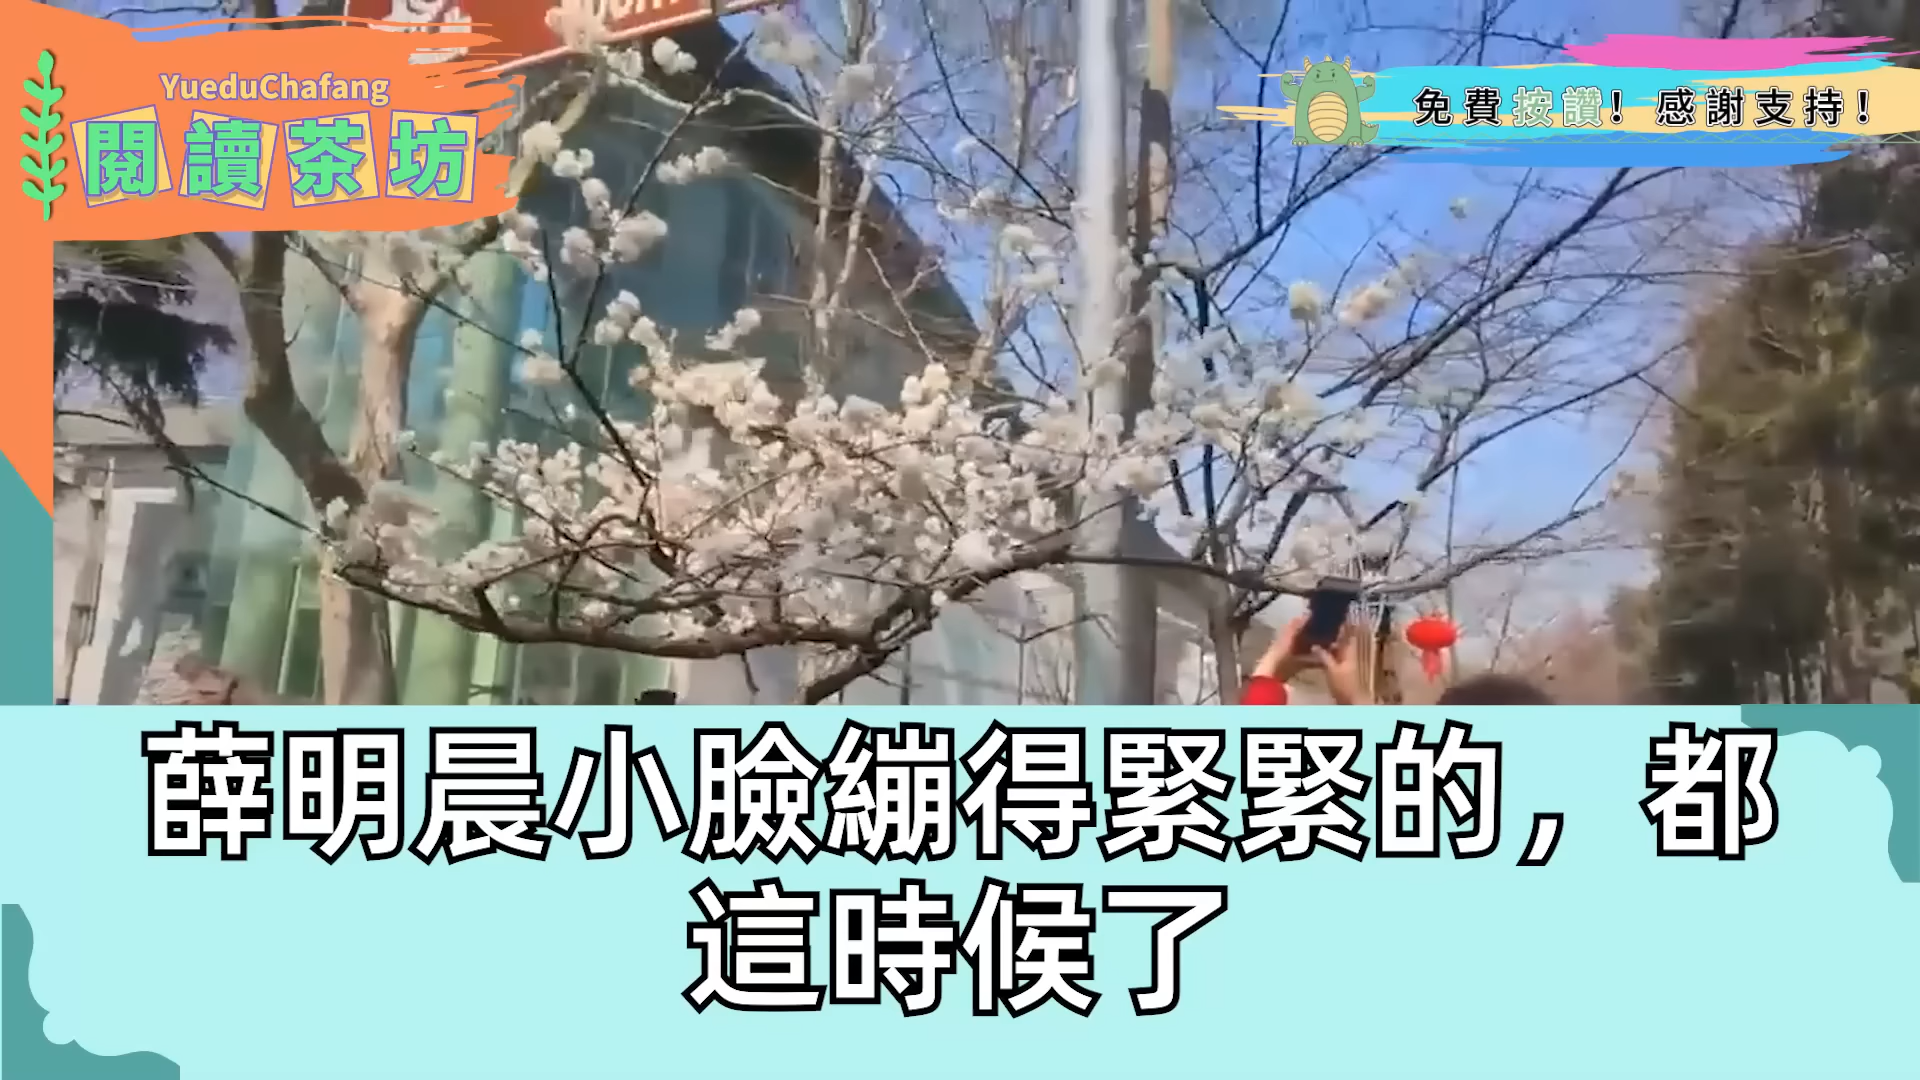 YueduChafang
閱讀茶坊
免費按讚！感謝支持！
薛明晨小臉繃得緊緊的，都
這時候了